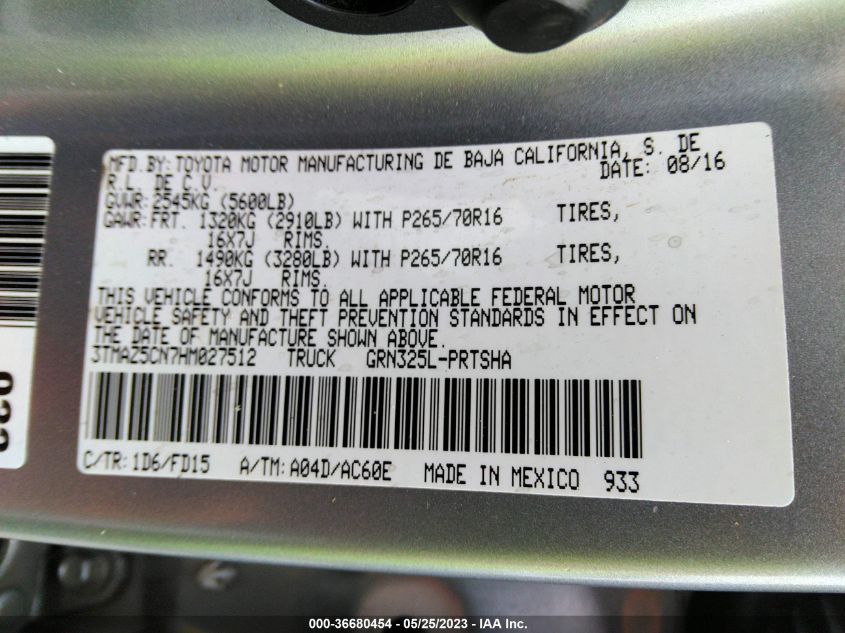 MFD.BY:TOYOTA MOTOR MANUFACTURING DE BAJA CALIFORNIA, S. DE
R.L. DE C.V. DATE: 08/16
GVWR:2545KG (5600LB)
GAWR:FRT. 1320KG (2910LB) WITH P265/70R16 TIRES,
16X7J RIMS.
RR. 1490KG (3280LB) WITH P265/70R16 TIRES,
16X7J RIMS.
THIS VEHICLE CONFORMS TO ALL APPLICABLE FEDERAL MOTOR
VEHICLE SAFETY AND THEFT PREVENTION STANDARDS IN EFFECT ON
THE DATE OF MANUFACTURE SHOWN ABOVE.
3TMAZ5CN7HM027512 TRUCK GRN325L-PRTSHA
C/TR:1D6/FD15 A/TM:A04D/AC60E MADE IN MEXICO 933
000-36680454 - 05/25/2023 - IAA Holdings, LLC.